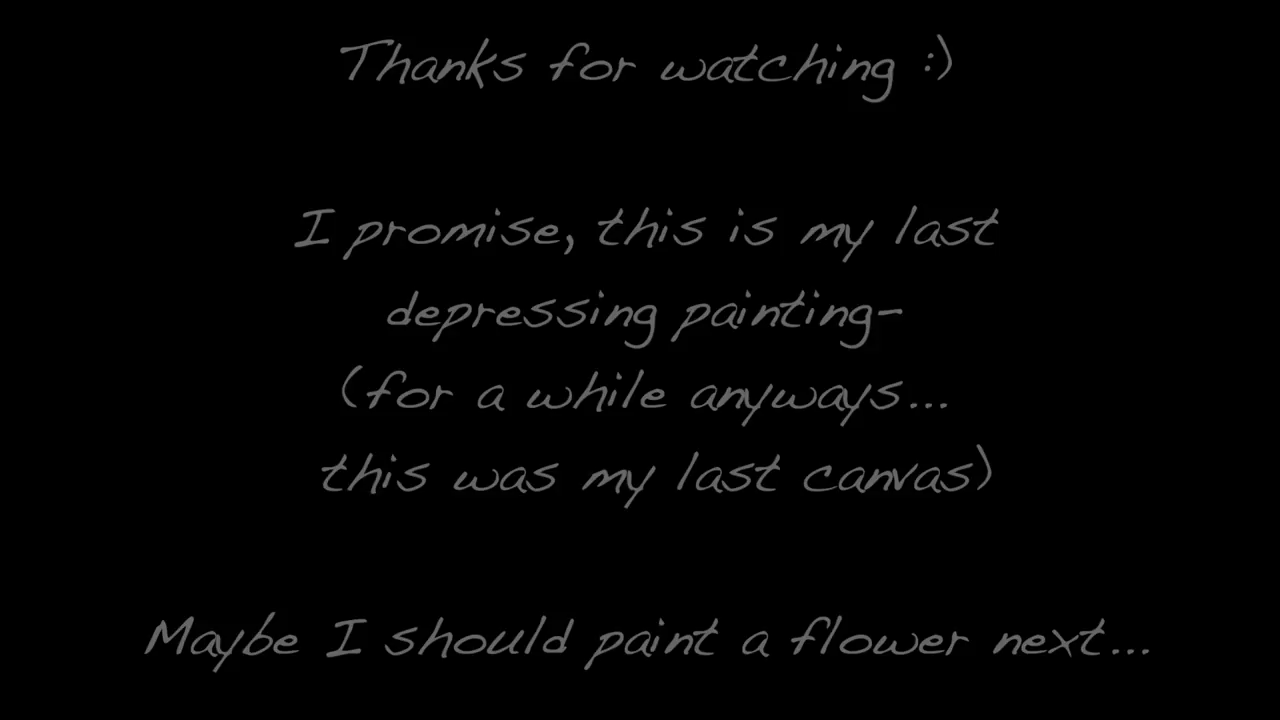 Thanks for watching :)
I promise, this is my last
depressing painting-
(for a while anyways...
this was my last canvas)
Maybe I should paint a flower next...